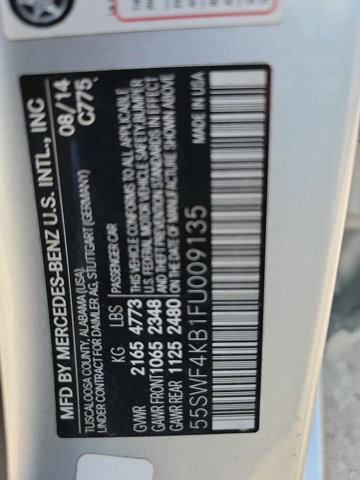 MFD BY MERCEDES-BENZ U.S. INTL., INC
TUSCALOOSA COUNTY, ALABAMA (USA)
UNDER CONFORM FOR DAIMLER AG, STUTTGART (GERMANY)
08/14
C775
PASSENGER CAR
KG LBS
GVWR 2165 4773
GAWR FRONT 1065 2348
GAWR REAR 1125 2480
THIS VEHICLE CONFORMS TO ALL APPLICABLE
U.S. FEDERAL MOTOR VEHICLE SAFETY BUMPER
AND THEFT PREVENTION STANDARDS IN EFFECT
ON THE DATE OF MANUFACTURE SHOWN ABOVE
55SWF4KB1FU009135
MADE IN USA